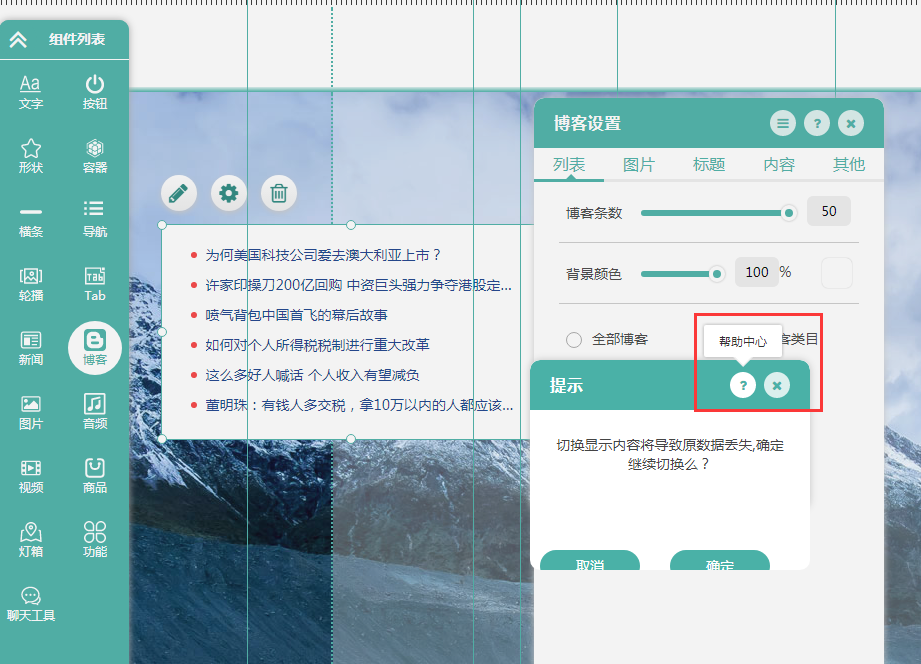 组件列表
Aa
文字
按钮
形状
容器
横条
导航
轮播
Tab
Tab
新闻
博客
图片
音频
视频
商品
灯箱
功能
聊天工具
为何美国科技公司爱去澳大利亚上市？
许家印操刀200亿回购 中资巨头强力争夺港股定...
喷气背包中国首飞的幕后故事
如何对个人所得税税制进行重大改革
这么多好人喊话 个人收入有望减负
董明珠：有钱人多交税，拿10万以内的人都应该...
博客设置
?
列表 图片 标题 内容 其他
博客条数 50
背景颜色 100 %
全部博客 客类目
帮助中心
提示
?
切换显示内容将导致原数据丢失,确定
继续切换么？
取消 确定